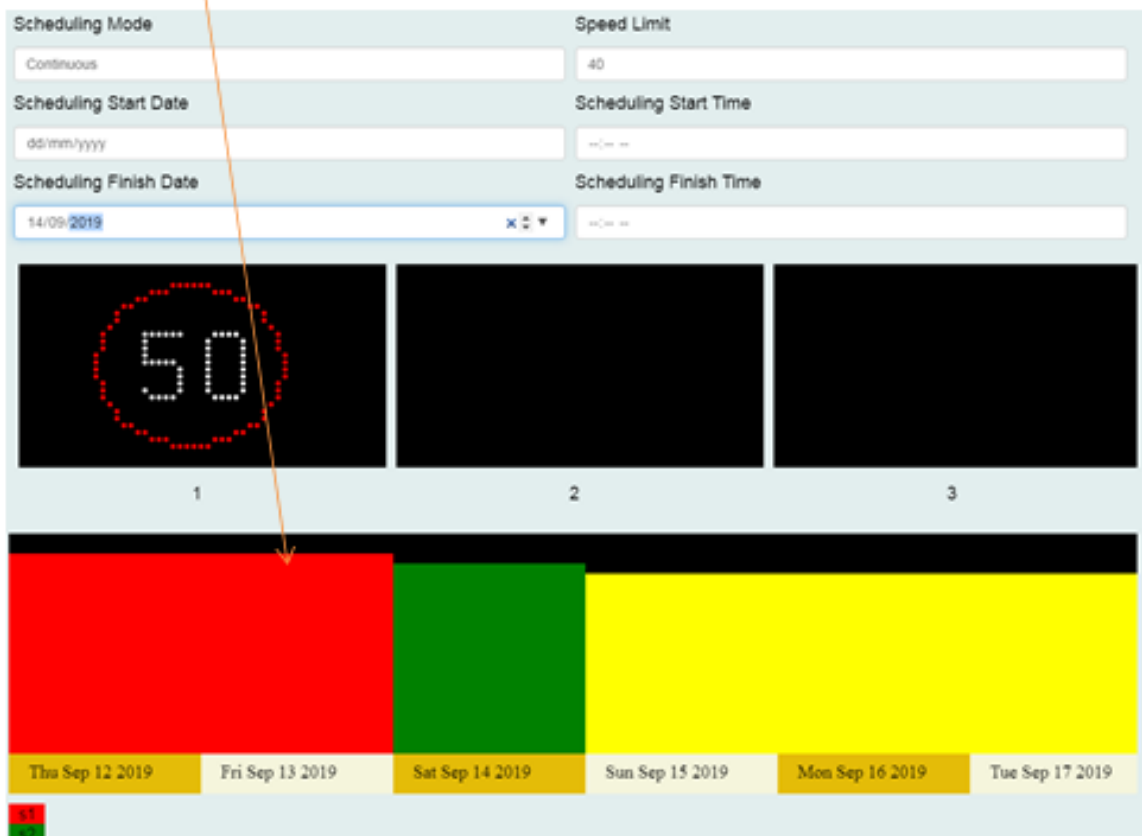 Scheduling Mode Speed Limit
Continuous 40
Scheduling Start Date Scheduling Start Time
dd/mm/yyyy --:-- --
Scheduling Finish Date Scheduling Finish Time
14/09/2019 --:-- --
50
1 2 3
Thu Sep 12 2019 Fri Sep 13 2019 Sat Sep 14 2019 Sun Sep 15 2019 Mon Sep 16 2019 Tue Sep 17 2019
s1
s2